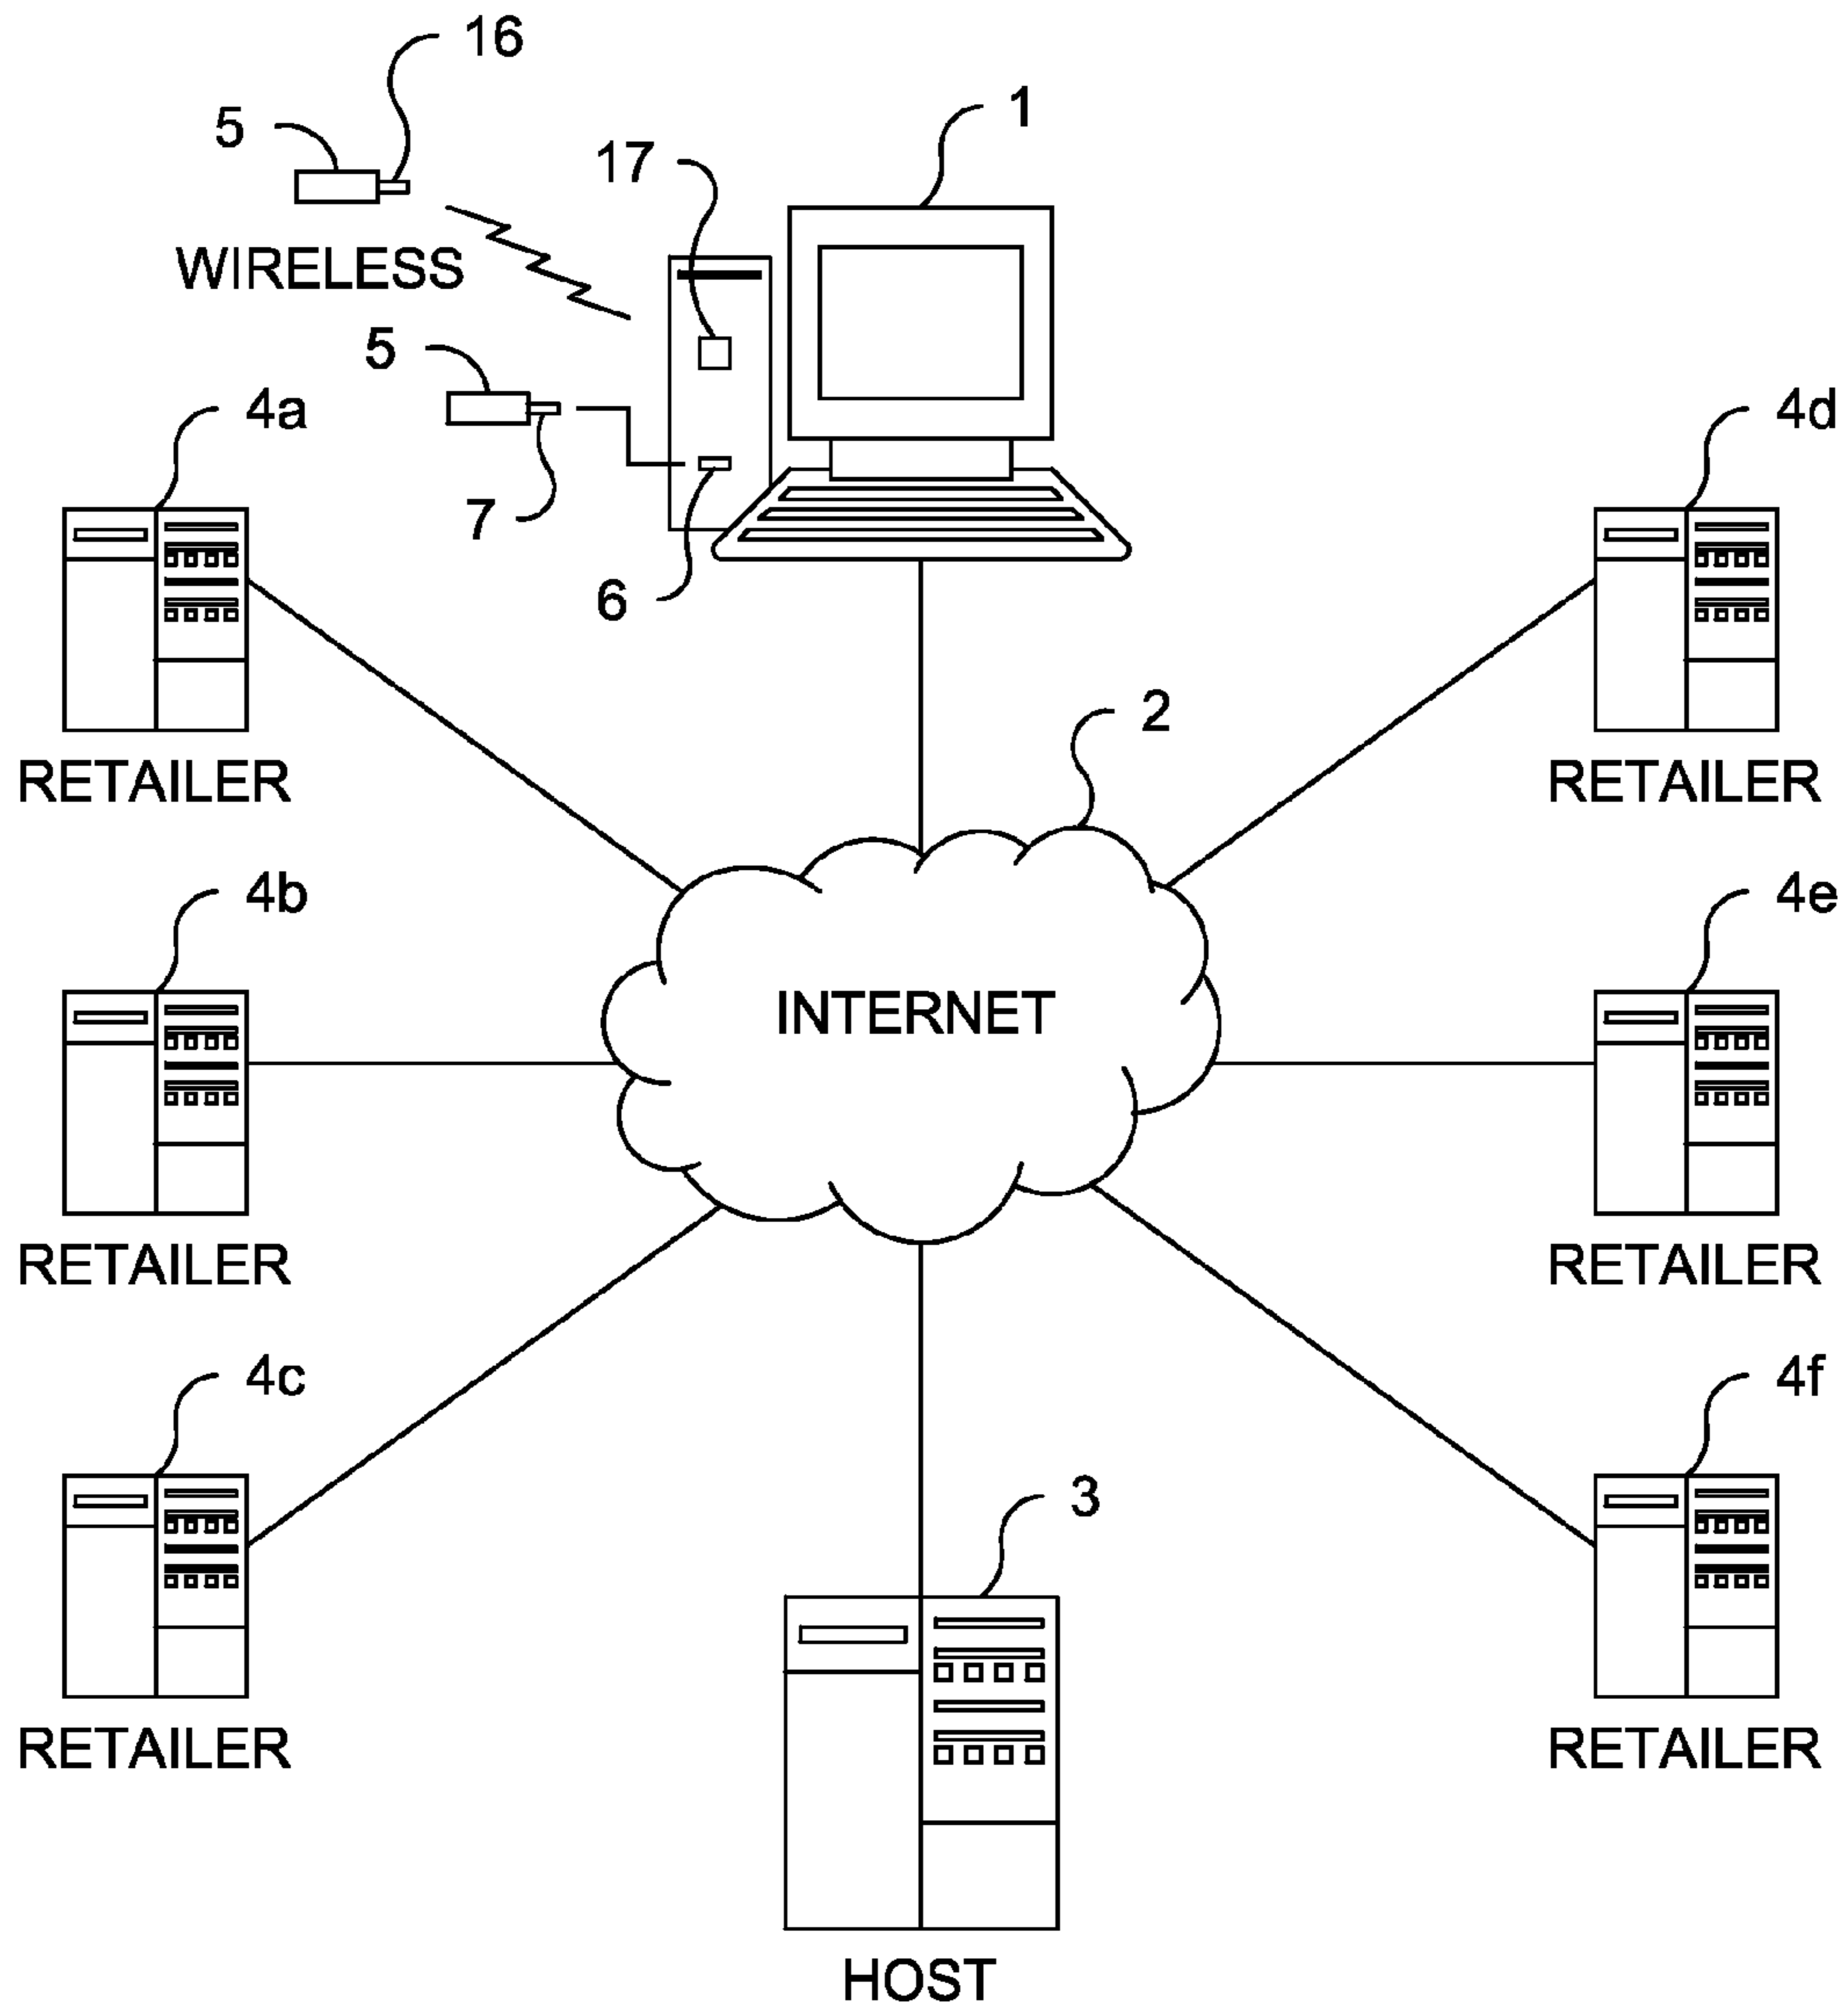 16
5
1
17
WIRELESS
5
4a
4d
7
6
2
RETAILER
RETAILER
4b
4e
INTERNET
RETAILER
RETAILER
4c
4f
3
RETAILER
RETAILER
HOST